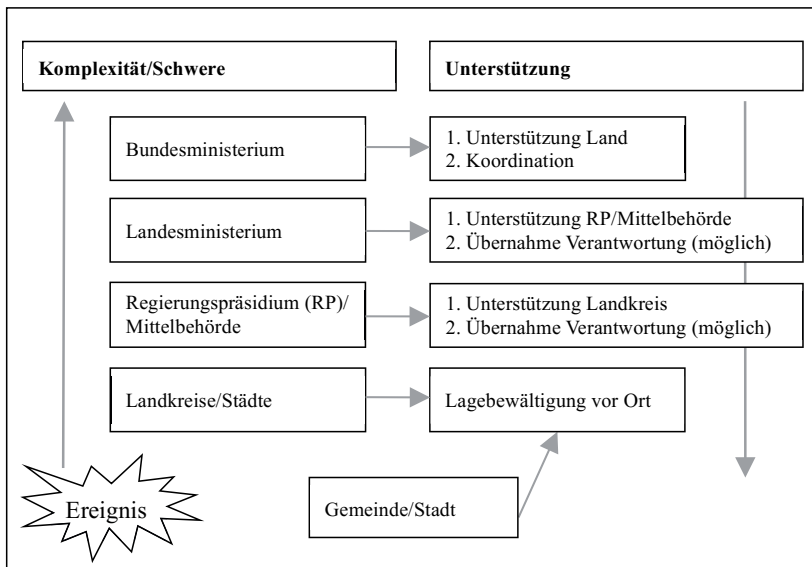 Komplexität/Schwere
Unterstützung
Bundesministerium
1. Unterstützung Land
2. Koordination
Landesministerium
1. Unterstützung RP/Mittelbehörde
2. Übernahme Verantwortung (möglich)
Regierungspräsidium (RP)/
Mittelbehörde
1. Unterstützung Landkreis
2. Übernahme Verantwortung (möglich)
Landkreise/Städte
Lagebewältigung vor Ort
Ereignis
Gemeinde/Stadt